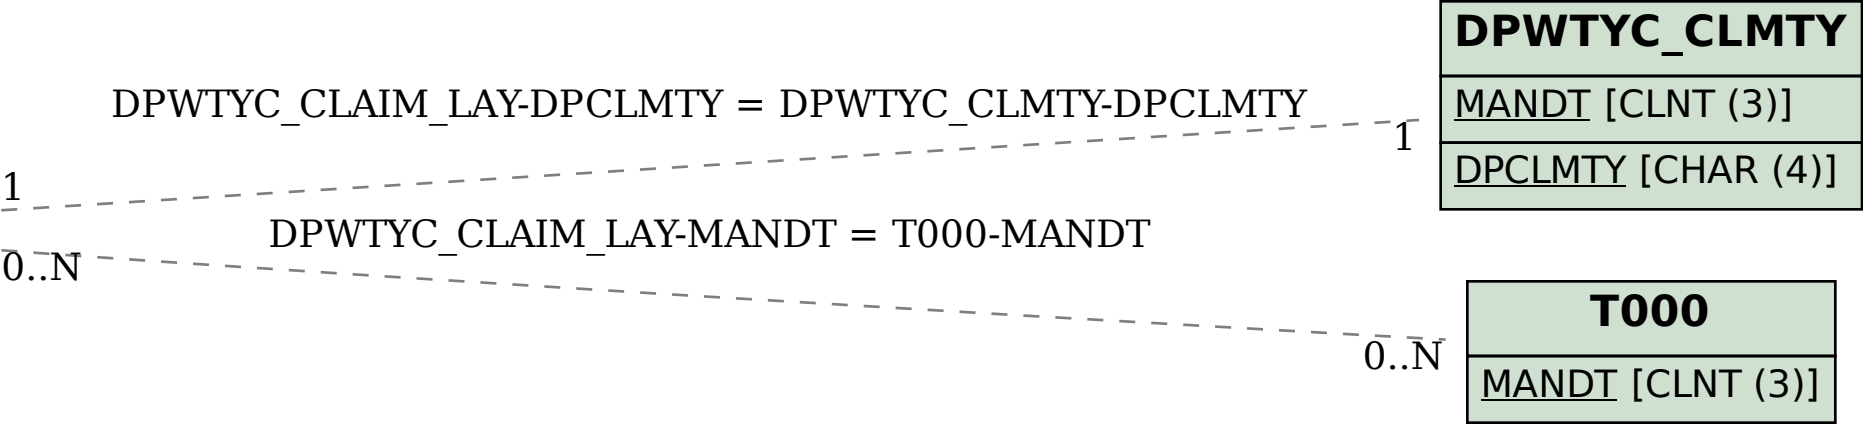 DPWTYC_CLMTY
MANDT [CLNT (3)]
DPCLMTY [CHAR (4)]
DPWTYC_CLAIM_LAY-DPCLMTY = DPWTYC_CLMTY-DPCLMTY
1
1
DPWTYC_CLAIM_LAY-MANDT = T000-MANDT
0..N
0..N
T000
MANDT [CLNT (3)]